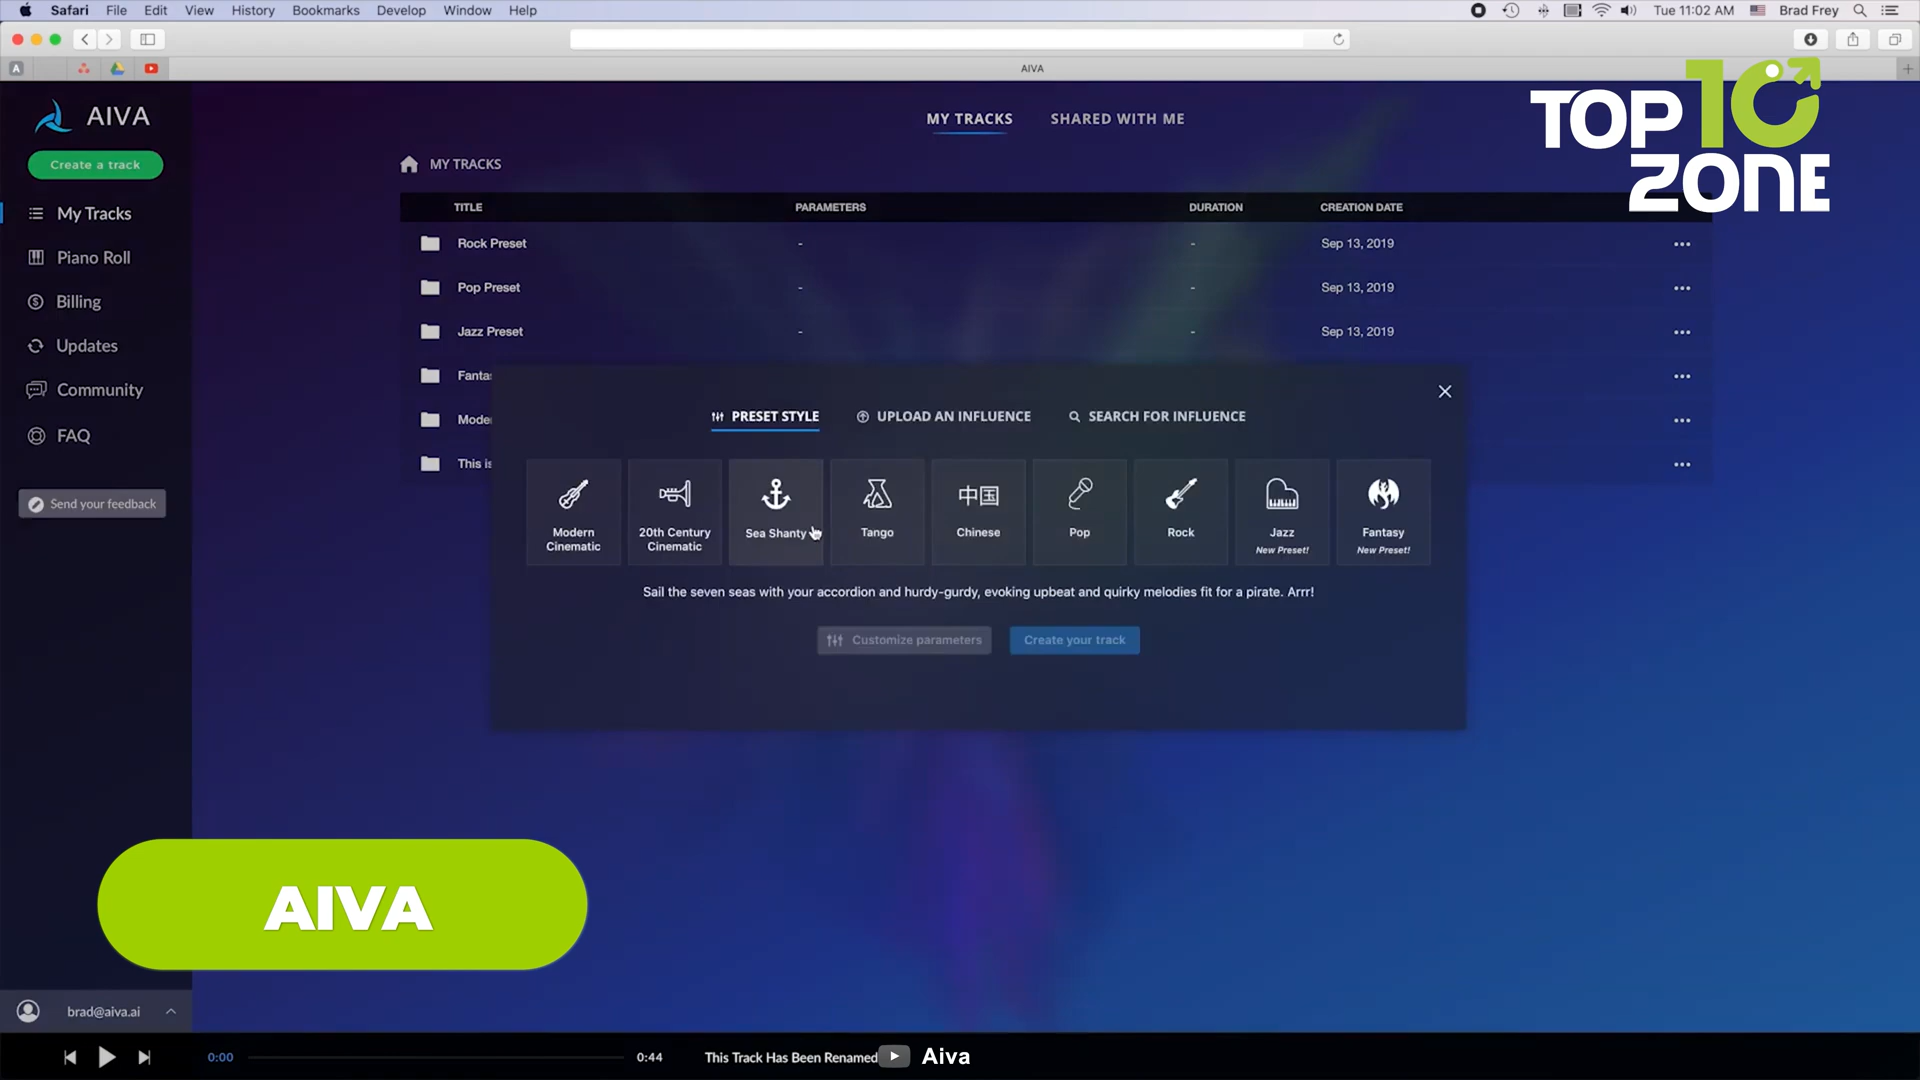 Safari File Edit View History Bookmarks Develop Window Help
Tue 11:02 AM Brad Frey
A
AIVA
TOP 10
ZONE
AIVA
MY TRACKS SHARED WITH ME
Create a track
MY TRACKS
My Tracks
Piano Roll
Billing
Updates
Community
FAQ
Send your feedback
TITLE PARAMETERS DURATION CREATION DATE
Rock Preset - - Sep 13, 2019
Pop Preset - - Sep 13, 2019
Jazz Preset - - Sep 13, 2019
Fanta
Mode
This is
PRESET STYLE UPLOAD AN INFLUENCE SEARCH FOR INFLUENCE
Modern
Cinematic
20th Century
Cinematic
Sea Shanty
Tango
中国
Chinese
Pop
Rock
Jazz
New Preset!
Fantasy
New Preset!
Sail the seven seas with your accordion and hurdy-gurdy, evoking upbeat and quirky melodies fit for a pirate. Arrr!
Customize parameters Create your track
AIVA
brad@aiva.ai
0:00 0:44 This Track Has Been Renamed Aiva